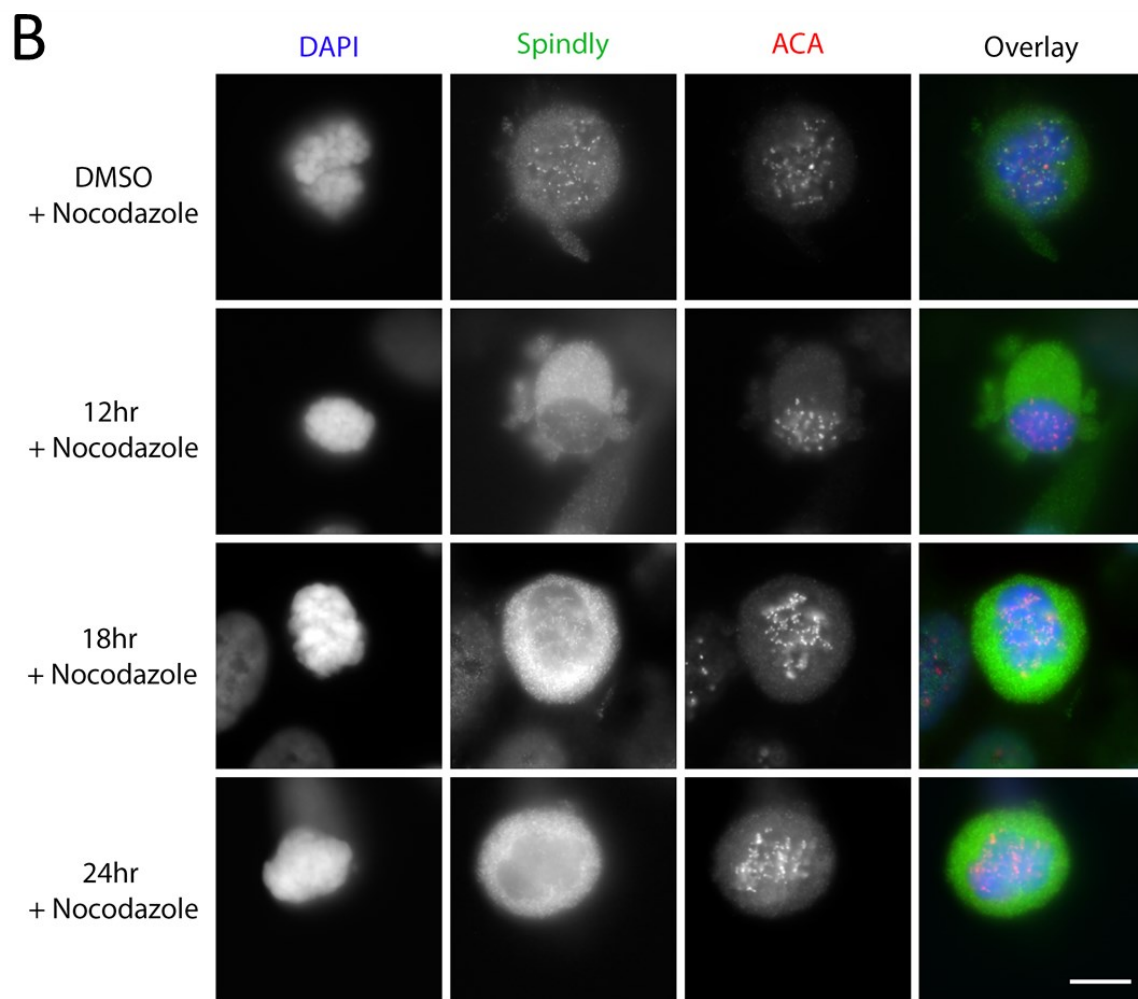 B
DAPI Spindly ACA Overlay
DMSO
+ Nocodazole
12hr
+ Nocodazole
18hr
+ Nocodazole
24hr
+ Nocodazole